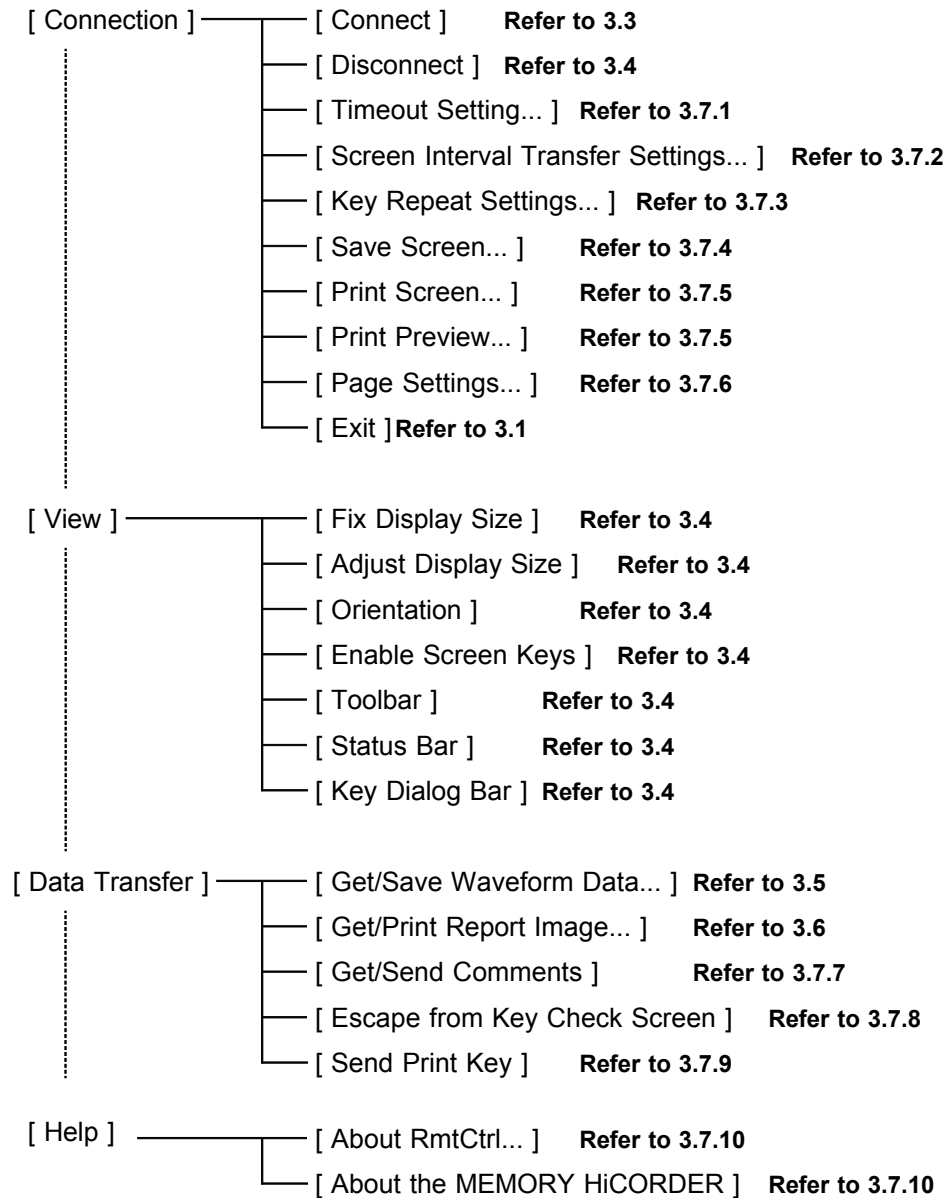 [ Connection ] [ Connect ] Refer to 3.3
[ Disconnect ] Refer to 3.4
[ Timeout Setting... ] Refer to 3.7.1
[ Screen Interval Transfer Settings... ] Refer to 3.7.2
[ Key Repeat Settings... ] Refer to 3.7.3
[ Save Screen... ] Refer to 3.7.4
[ Print Screen... ] Refer to 3.7.5
[ Print Preview... ] Refer to 3.7.5
[ Page Settings... ] Refer to 3.7.6
[ Exit ] Refer to 3.1
[ View ] [ Fix Display Size ] Refer to 3.4
[ Adjust Display Size ] Refer to 3.4
[ Orientation ] Refer to 3.4
[ Enable Screen Keys ] Refer to 3.4
[ Toolbar ] Refer to 3.4
[ Status Bar ] Refer to 3.4
[ Key Dialog Bar ] Refer to 3.4
[ Data Transfer ] [ Get/Save Waveform Data... ] Refer to 3.5
[ Get/Print Report Image... ] Refer to 3.6
[ Get/Send Comments ] Refer to 3.7.7
[ Escape from Key Check Screen ] Refer to 3.7.8
[ Send Print Key ] Refer to 3.7.9
[ Help ] [ About RmtCtrl... ] Refer to 3.7.10
[ About the MEMORY HiCORDER ] Refer to 3.7.10